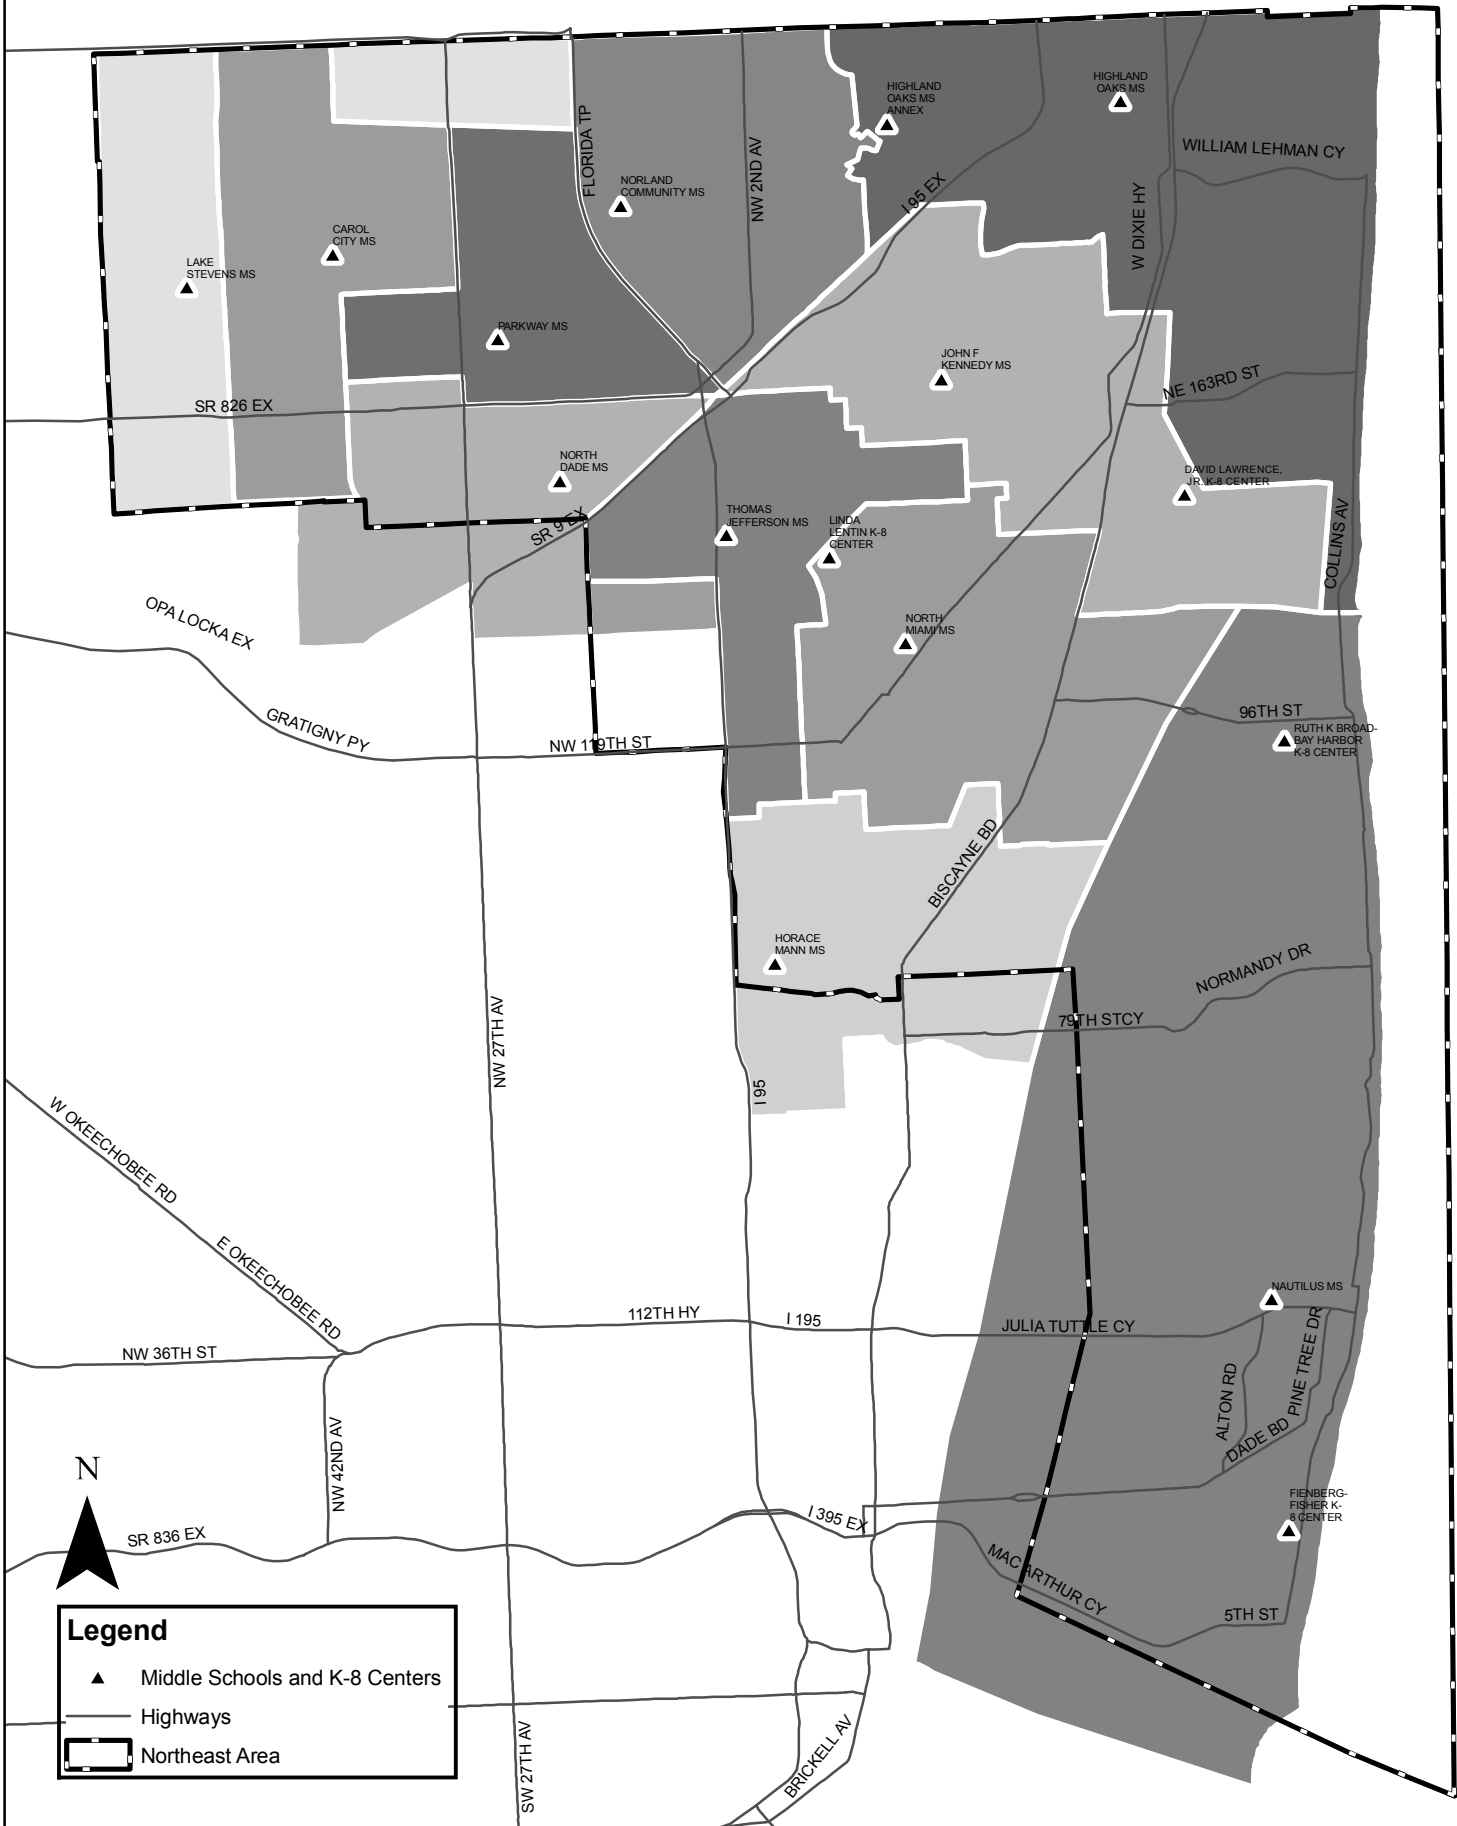 HIGHLAND
OAKS MS
HIGHLAND
OAKS MS
ANNEX
FLORIDA TP
NW 2ND AV
WILLIAM LEHMAN CY
NORLAND
COMMUNITY MS
I 95 EX
W DIXIE HY
CAROL
CITY MS
LAKE
STEVENS MS
PARKWAY MS
JOHN F
KENNEDY MS
NE 163RD ST
SR 826 EX
NORTH
DADE MS
DAVID LAWRENCE,
JR. K-8 CENTER
THOMAS
JEFFERSON MS
LINDA
LENTIN K-8
CENTER
SR 9 EX
COLLINS AV
OPA LOCKA EX
NORTH
MIAMI MS
GRATIGNY PY
NW 119TH ST
96TH ST
RUTH K BROAD-
BAY HARBOR
K-8 CENTER
BISCAYNE BD
HORACE
MANN MS
NORMANDY DR
79TH STCY
NW 27TH AV
I 95
W OKEECHOBEE RD
E OKEECHOBEE RD
NAUTILUS MS
112TH HY
I 195
JULIA TUTTLE CY
NW 36TH ST
ALTON RD
PINE TREE DR
DADE BD
NW 42ND AV
N
FIENBERG-
FISHER K-
8 CENTER
I 395 EX
SR 836 EX
MAC ARTHUR CY
5TH ST
Legend
Middle Schools and K-8 Centers
Highways
Northeast Area
SW 27TH AV
BRICKELL AV